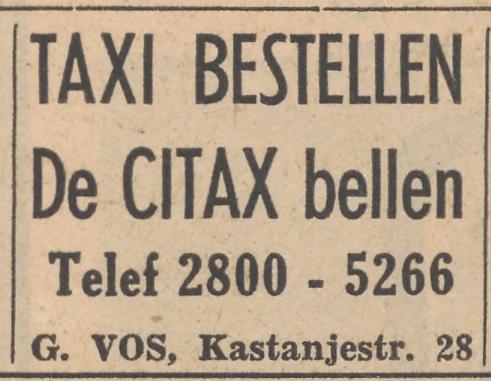 TAXI BESTELLEN
De CITAX bellen
Telef 2800 - 5266
G. VOS, Kastanjestr. 28